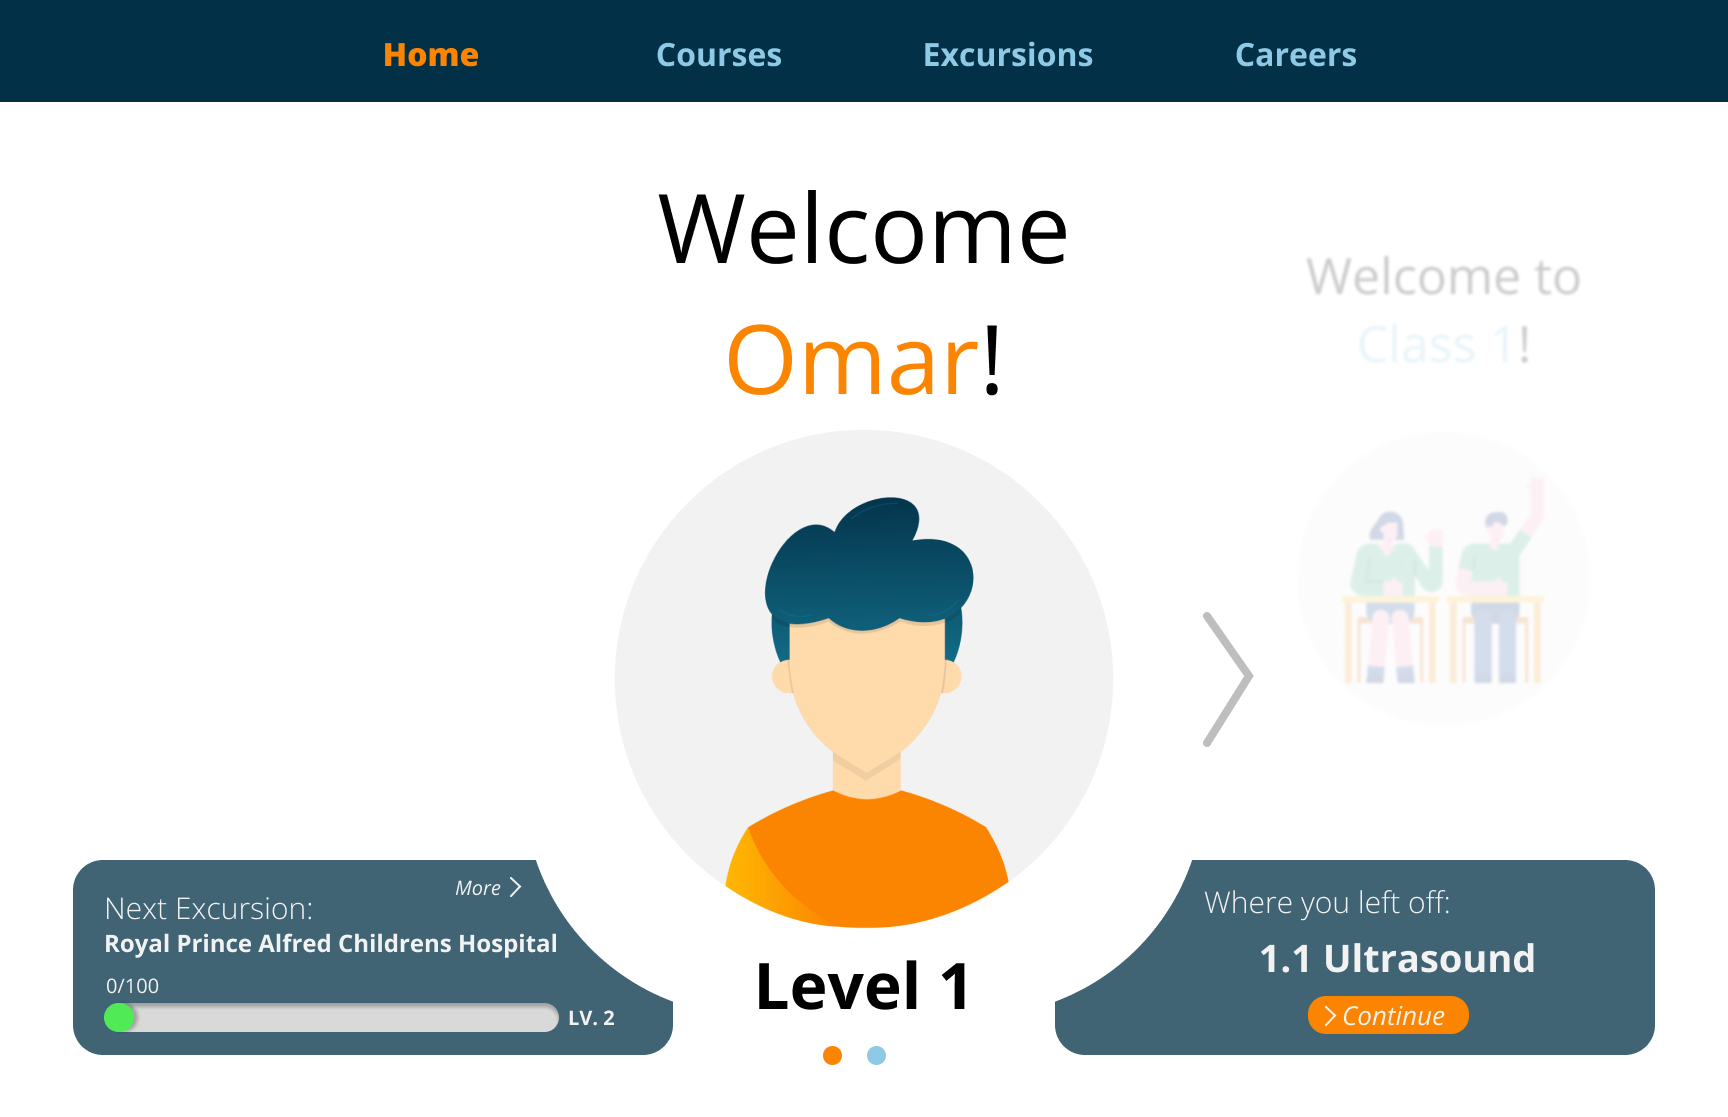 Home
Courses
Excursions
Careers
Welcome
Omar!
Welcome to
Class 1!
More
Next Excursion:
Royal Prince Alfred Childrens Hospital
0/100
LV. 2
Level 1
Where you left off:
1.1 Ultrasound
Continue